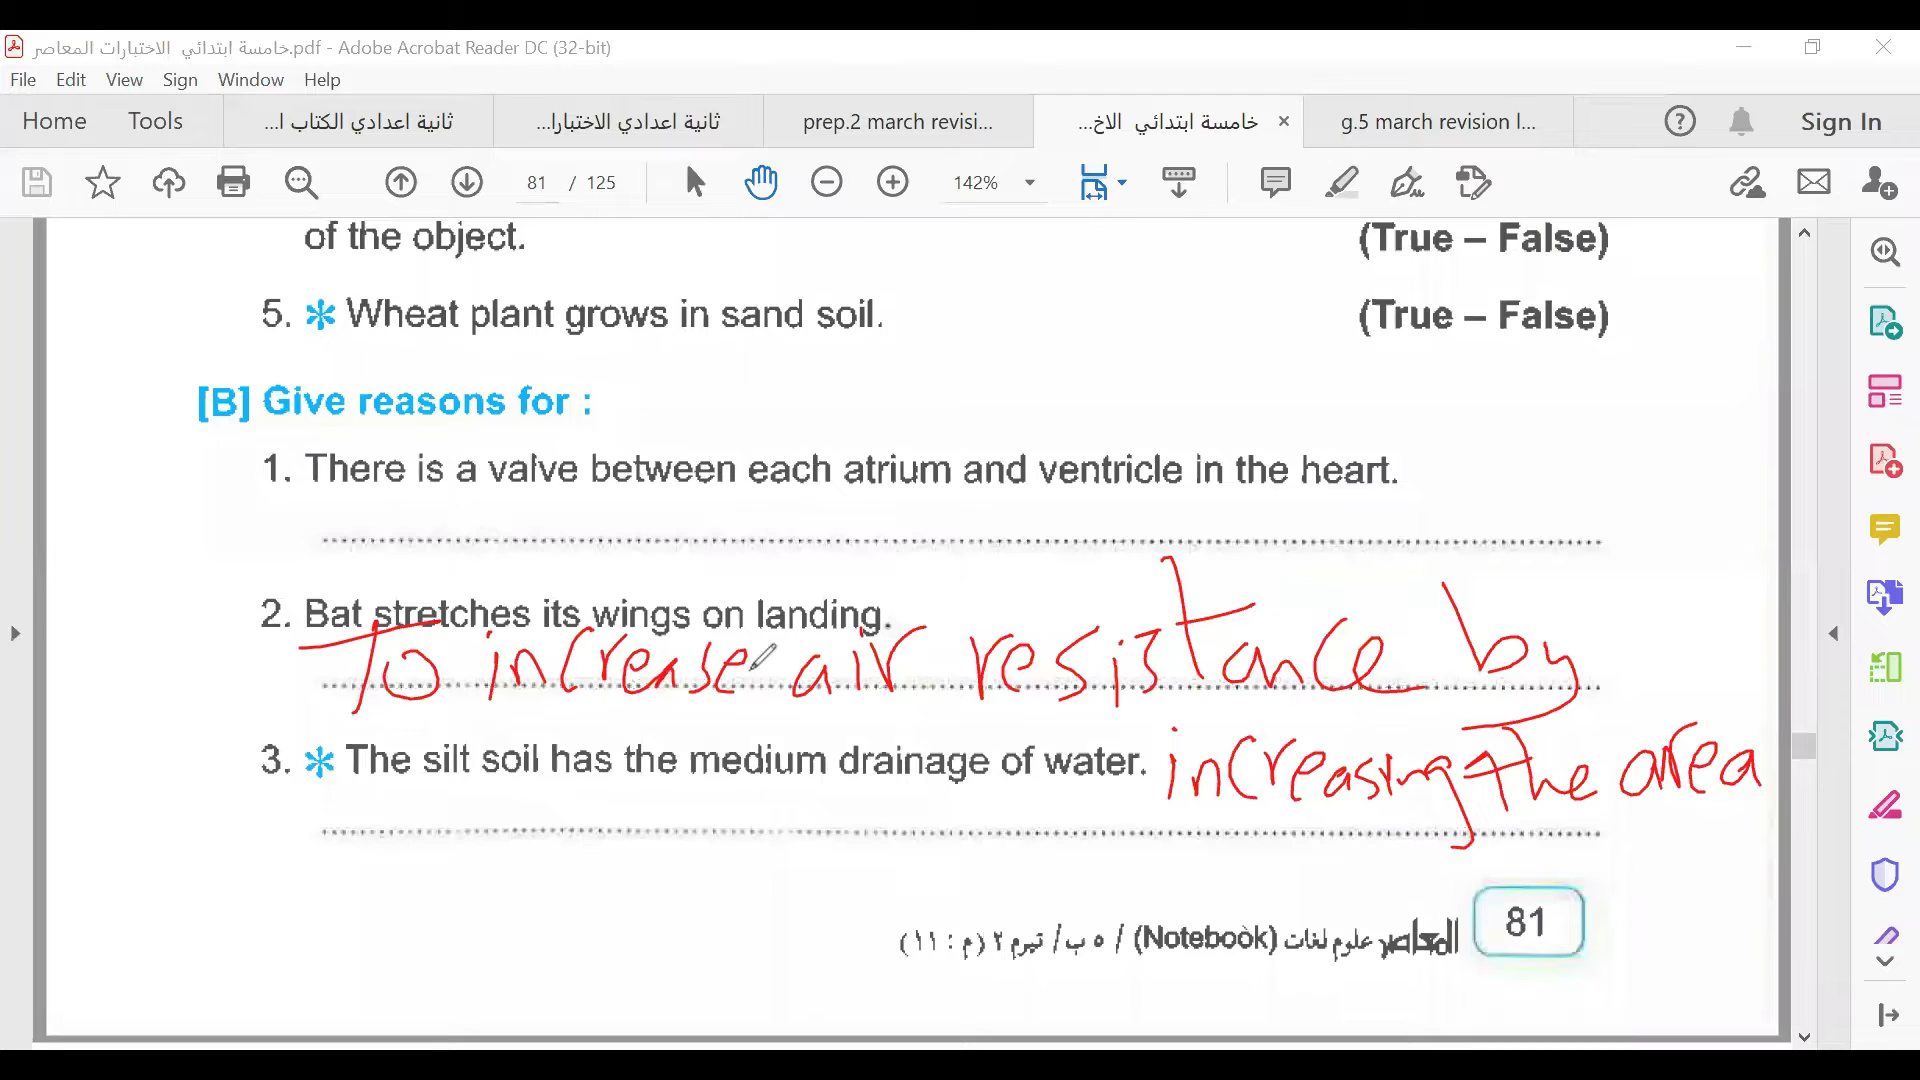 خامسة ابتدائي الاختبارات المعاصر.pdf - Adobe Acrobat Reader DC (32-bit)
File Edit View Sign Window Help
Home Tools ثانية اعدادي الكتاب ا... ثانية اعدادي الاختبارا... prep.2 march revisi... خامسة ابتدائي الاخ... × g.5 march revision l... Sign In
81 / 125 142%
of the object. (True – False)
5. * Wheat plant grows in sand soil. (True – False)
[B] Give reasons for :
1. There is a valve between each atrium and ventricle in the heart.
2. Bat stretches its wings on landing.
To increase air resistance by
3. * The silt soil has the medium drainage of water. increasing the area
المعاصر علوم لغات (Notebook) / ٥ ب/ تيرم ٢ (م : ١١) 81